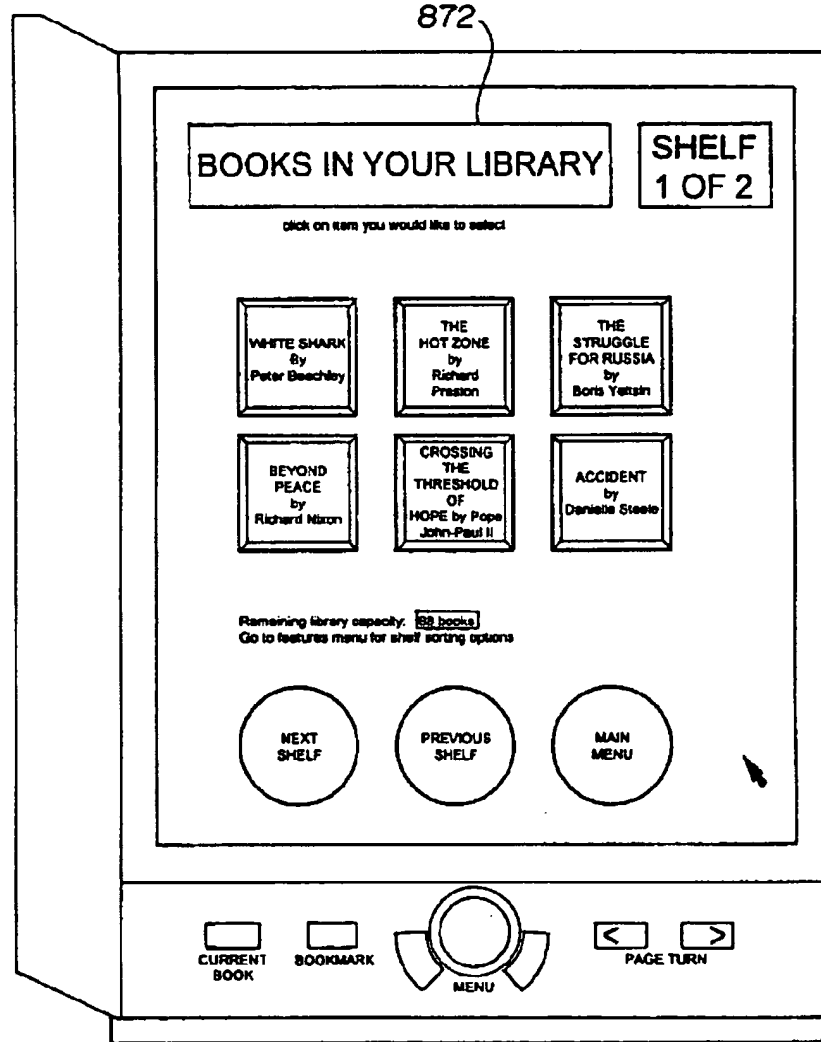 872
BOOKS IN YOUR LIBRARY
SHELF
1 OF 2
click on item you would like to select
WHITE SHARK
By
Peter Beechley
THE
HOT ZONE
by
Richard
Preston
THE
STRUGGLE
FOR RUSSIA
by
Boris Yeltsin
BEYOND
PEACE
by
Richard Nixon
CROSSING
THE
THRESHOLD
OF
HOPE by Pope
John-Paul II
ACCIDENT
by
Danielle Steele
Remaining library capacity: 88 books
Go to features menu for shelf sorting options
NEXT
SHELF
PREVIOUS
SHELF
MAIN
MENU
CURRENT
BOOK
BOOKMARK
MENU
< >
PAGE TURN